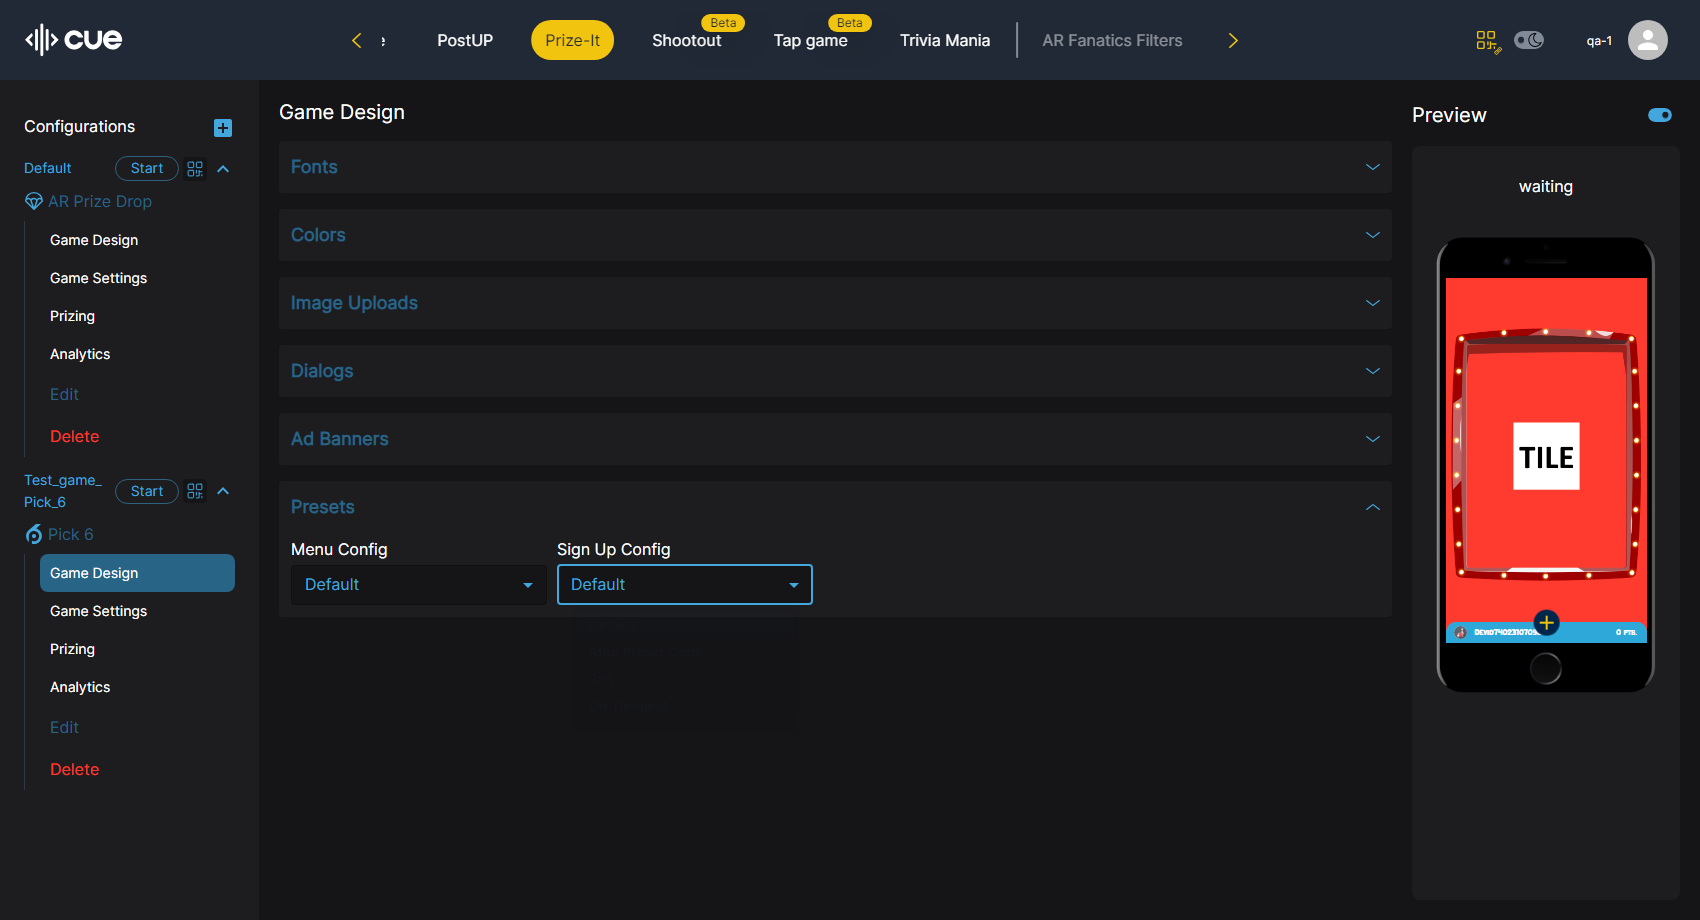 cue
e
PostUP
Prize-It
Beta
Shootout
Beta
Tap game
Trivia Mania
AR Fanatics Filters
qa-1
Configurations
Default
Start
AR Prize Drop
Game Design
Game Settings
Prizing
Analytics
Edit
Delete
Test_game_
Pick_6
Start
Pick 6
Game Design
Game Settings
Prizing
Analytics
Edit
Delete
Game Design
Fonts
Colors
Image Uploads
Dialogs
Ad Banners
Presets
Menu Config
Sign Up Config
Default
Default
Preview
waiting
TILE
0 PTS.